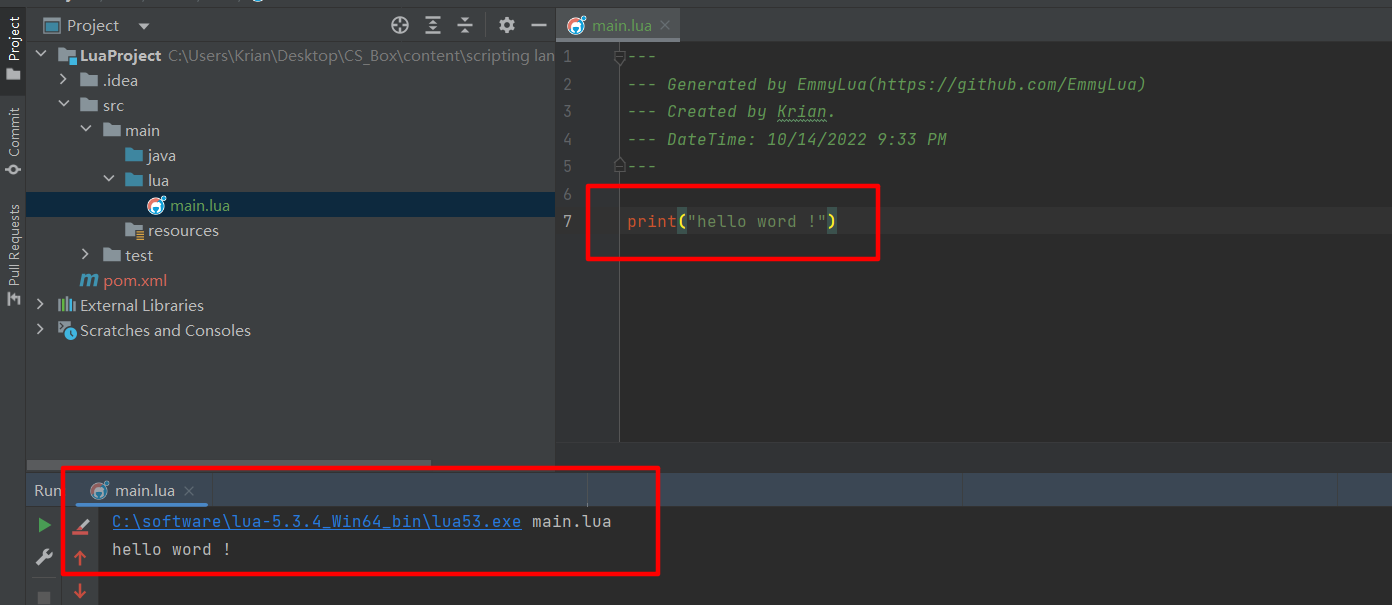 Project
main.lua
LuaProject C:\Users\Krian\Desktop\CS_Box\content\scripting lan
.idea
src
main
java
lua
main.lua
resources
test
pom.xml
External Libraries
Scratches and Consoles
Project
Commit
Pull Requests
1 ---
2 --- Generated by EmmyLua(https://github.com/EmmyLua)
3 --- Created by Krian.
4 --- DateTime: 10/14/2022 9:33 PM
5 ---
6
7 print("hello word !")
Run
main.lua
C:\software\lua-5.3.4_Win64_bin\lua53.exe main.lua
hello word !